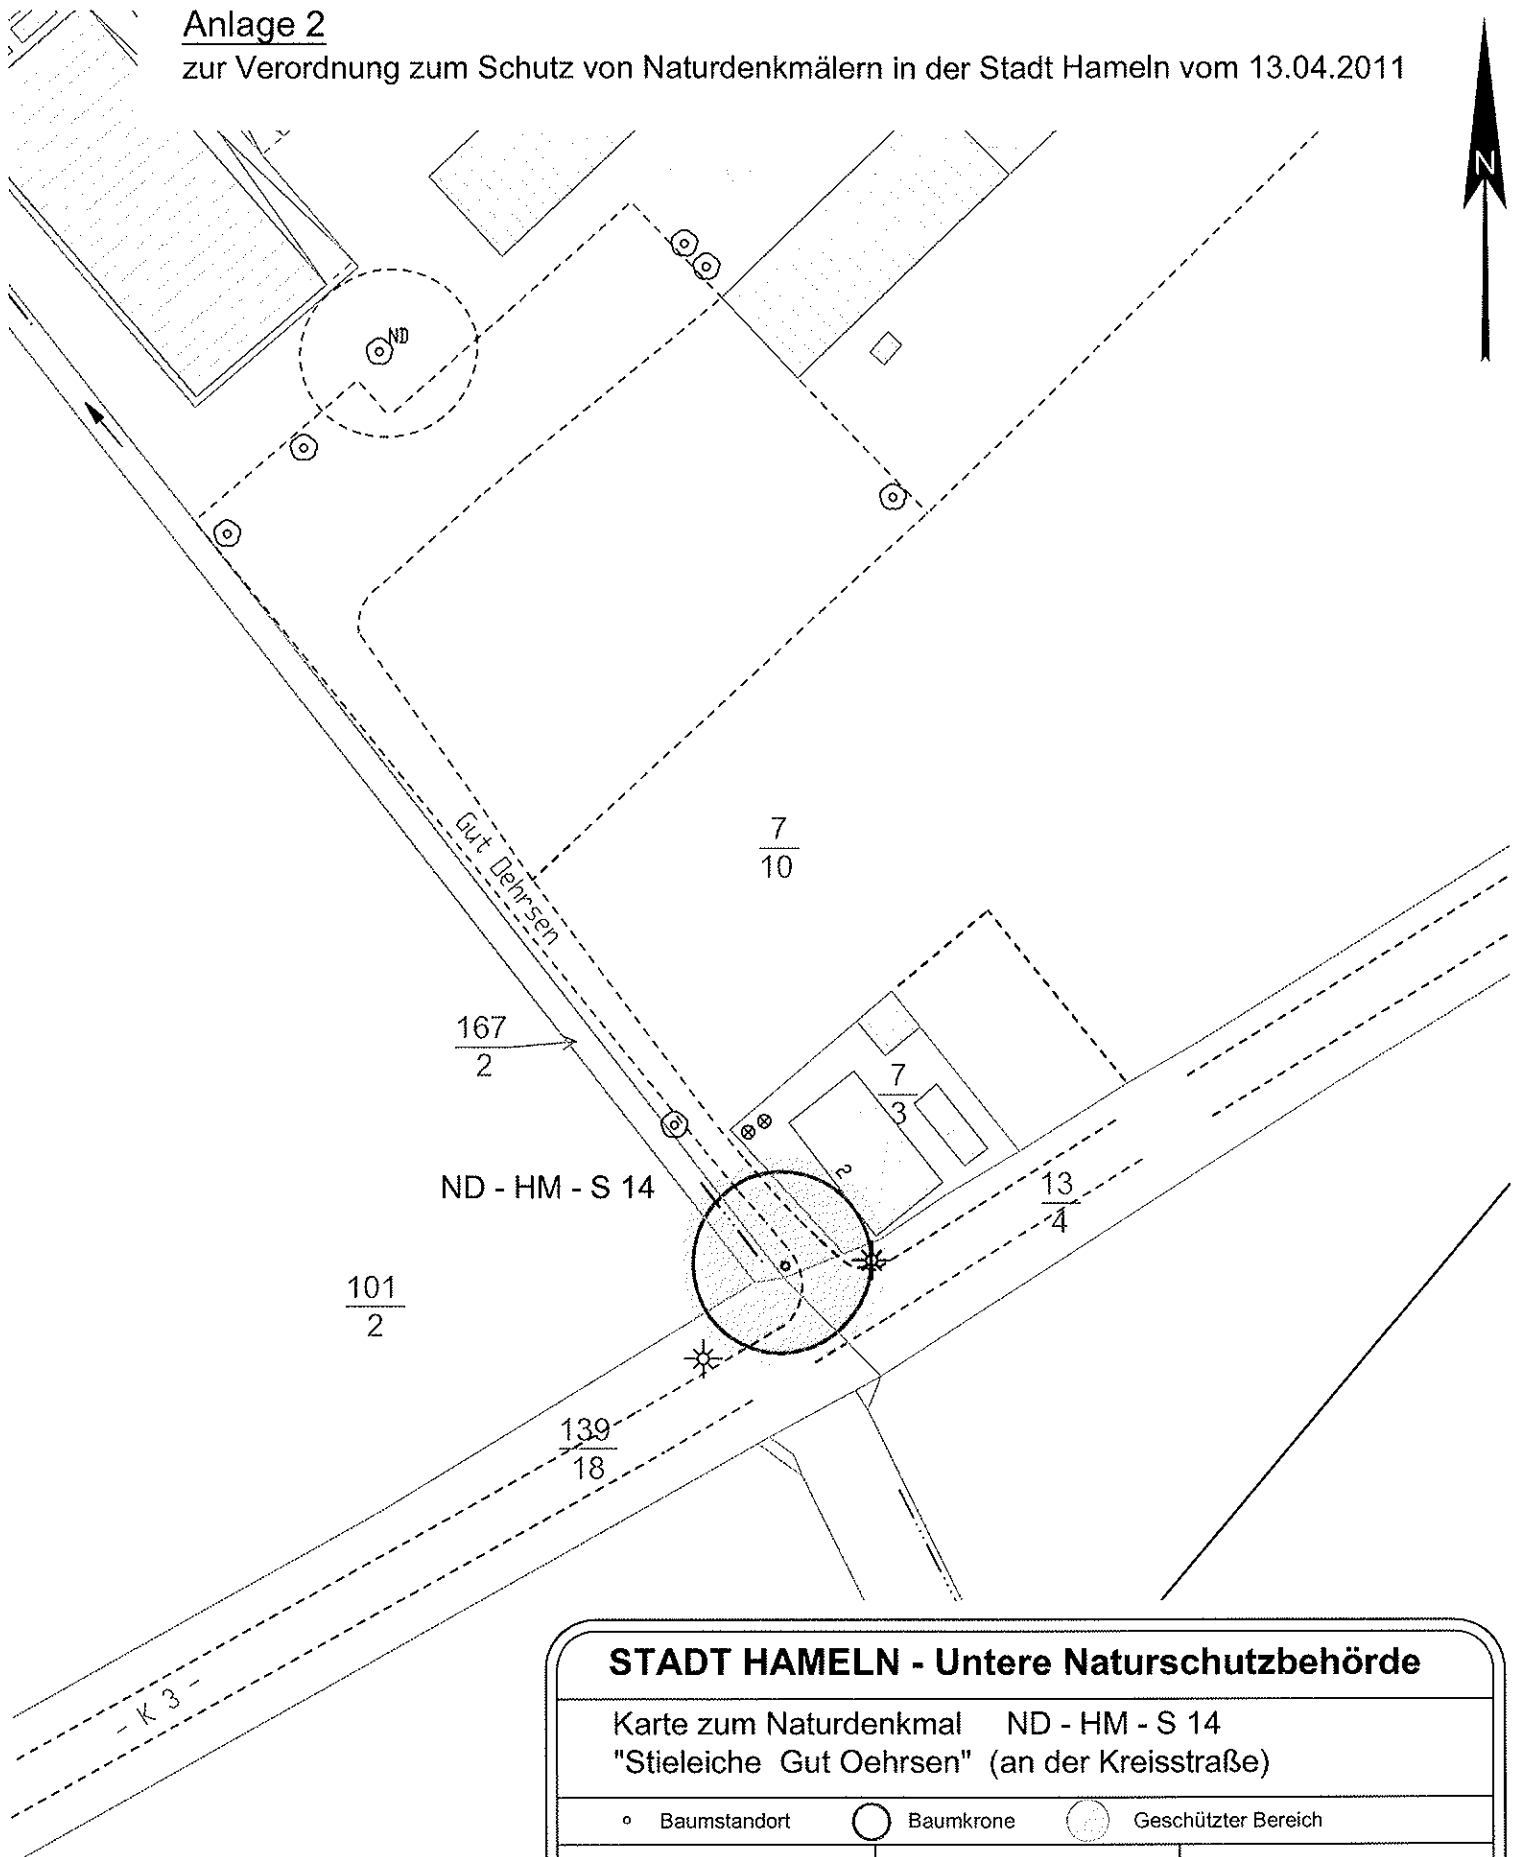 Anlage 2
zur Verordnung zum Schutz von Naturdenkmälern in der Stadt Hameln vom 13.04.2011
N
ND
Gut Oehrsen
7
10
167
2
7
3
2
ND - HM - S 14
13
4
101
2
139
18
- K 3 -
STADT HAMELN - Untere Naturschutzbehörde
Karte zum Naturdenkmal ND - HM - S 14
"Stieleiche Gut Oehrsen" (an der Kreisstraße)
Baumstandort Baumkrone Geschützter Bereich